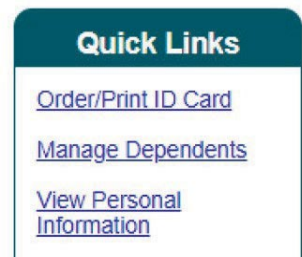 Quick Links
Order/Print ID Card
Manage Dependents
View Personal
Information